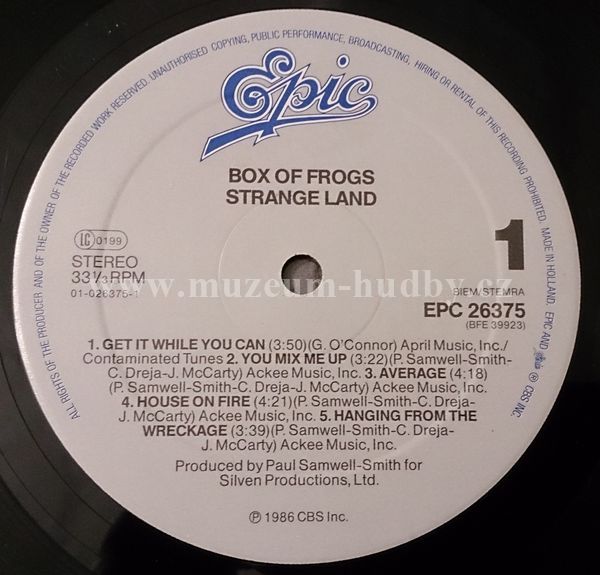 ALL RIGHTS OF THE PRODUCER AND OF THE OWNER OF THE RECORDED WORK RESERVED. UNAUTHORISED COPYING, PUBLIC PERFORMANCE, BROADCASTING, HIRING OR RENTAL OF THIS RECORDING PROHIBITED. MADE IN HOLLAND. EPIC AND Epic ℗ CBS INC.
Epic
BOX OF FROGS
STRANGE LAND
LC 0199
STEREO
33⅓ RPM
01-026375-1
1
BIEM/STEMRA
EPC 26375
(BFE 39923)
www.muzeum-hudby.cz
1. GET IT WHILE YOU CAN (3:50)(G. O'Connor) April Music, Inc./
Contaminated Tunes 2. YOU MIX ME UP (3:22)(P. Samwell-Smith-
C. Dreja-J. McCarty) Ackee Music, Inc. 3. AVERAGE (4:18)
(P. Samwell-Smith-C. Dreja-J. McCarty) Ackee Music, Inc.
4. HOUSE ON FIRE (4:21)(P. Samwell-Smith-C. Dreja-
J. McCarty) Ackee Music, Inc. 5. HANGING FROM THE
WRECKAGE (3:39)(P. Samwell-Smith-C. Dreja-
J. McCarty) Ackee Music, Inc.
Produced by Paul Samwell-Smith for
Silven Productions, Ltd.
℗ 1986 CBS Inc.